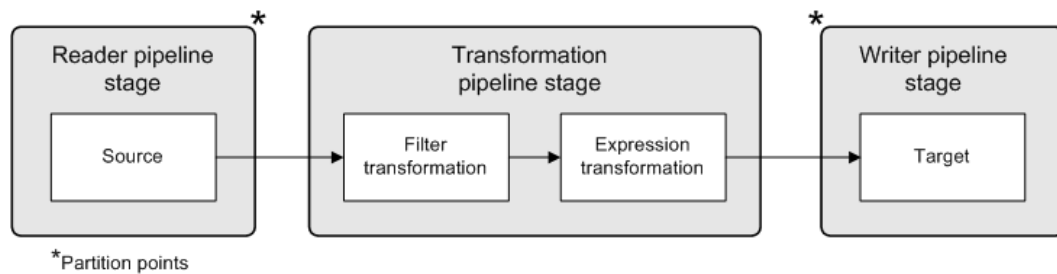 *
*
Reader pipeline
stage
Source
Transformation
pipeline stage
Filter
transformation
Expression
transformation
Writer pipeline
stage
Target
*Partition points